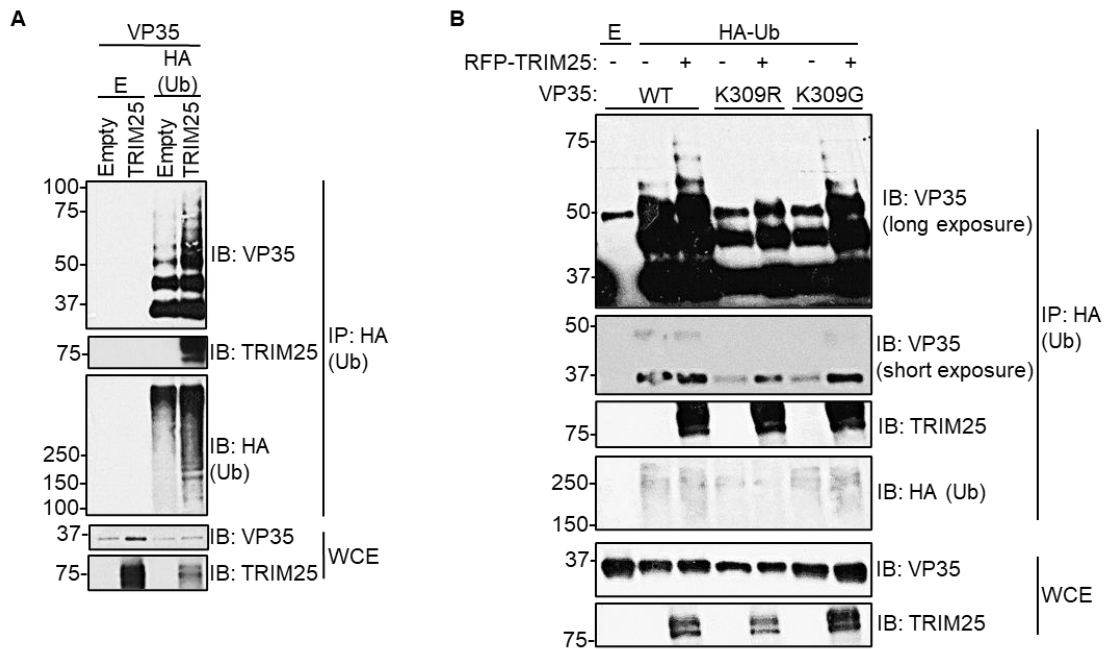 A
VP35
HA
(Ub)
E
Empty
TRIM25
Empty
TRIM25
100-
75-
50-
37-
IB: VP35
75-
IB: TRIM25
250-
150-
100-
IB: HA
(Ub)
IP: HA
(Ub)
37-
IB: VP35
75-
IB: TRIM25
WCE
B
E HA-Ub
RFP-TRIM25: - - + - + - +
VP35: WT K309R K309G
75-
50-
37-
IB: VP35
(long exposure)
50-
37-
IB: VP35
(short exposure)
75-
IB: TRIM25
250-
150-
IB: HA (Ub)
IP: HA
(Ub)
37-
IB: VP35
75-
IB: TRIM25
WCE